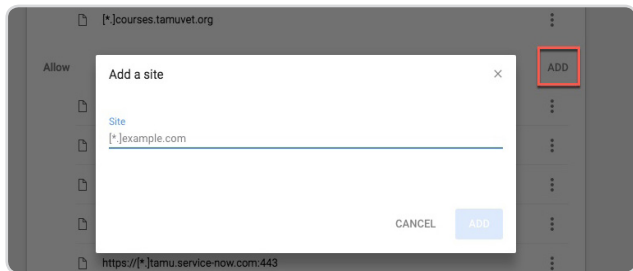 [*.]courses.tamuvet.org
Allow
ADD
Add a site
×
Site
[*.]example.com
CANCEL
ADD
https://[*.]tamu.service-now.com:443